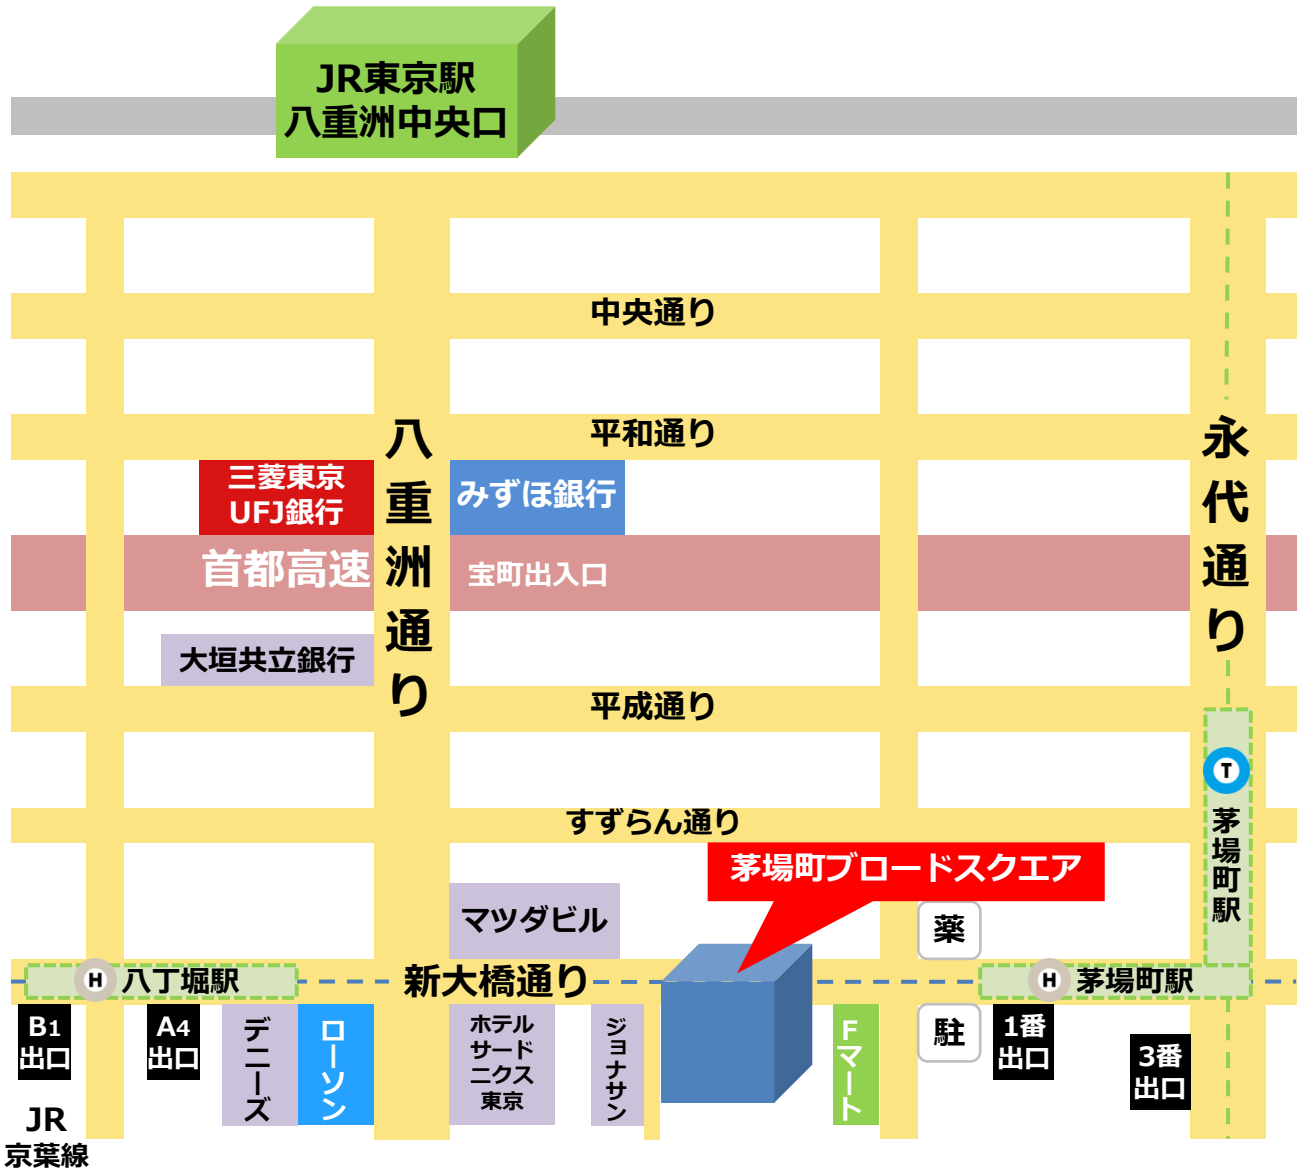 JR東京駅
八重洲中央口
中央通り
平和通り
八重洲通り
永代通り
三菱東京
UFJ銀行
みずほ銀行
首都高速
宝町出入口
大垣共立銀行
平成通り
T
茅場町駅
すずらん通り
茅場町ブロードスクエア
マツダビル
薬
H
八丁堀駅
新大橋通り
H
茅場町駅
B1
出口
A4
出口
デニーズ
ローソン
ホテル
サード
ニクス
東京
ジョナサン
Fマート
駐
1番
出口
3番
出口
JR
京葉線